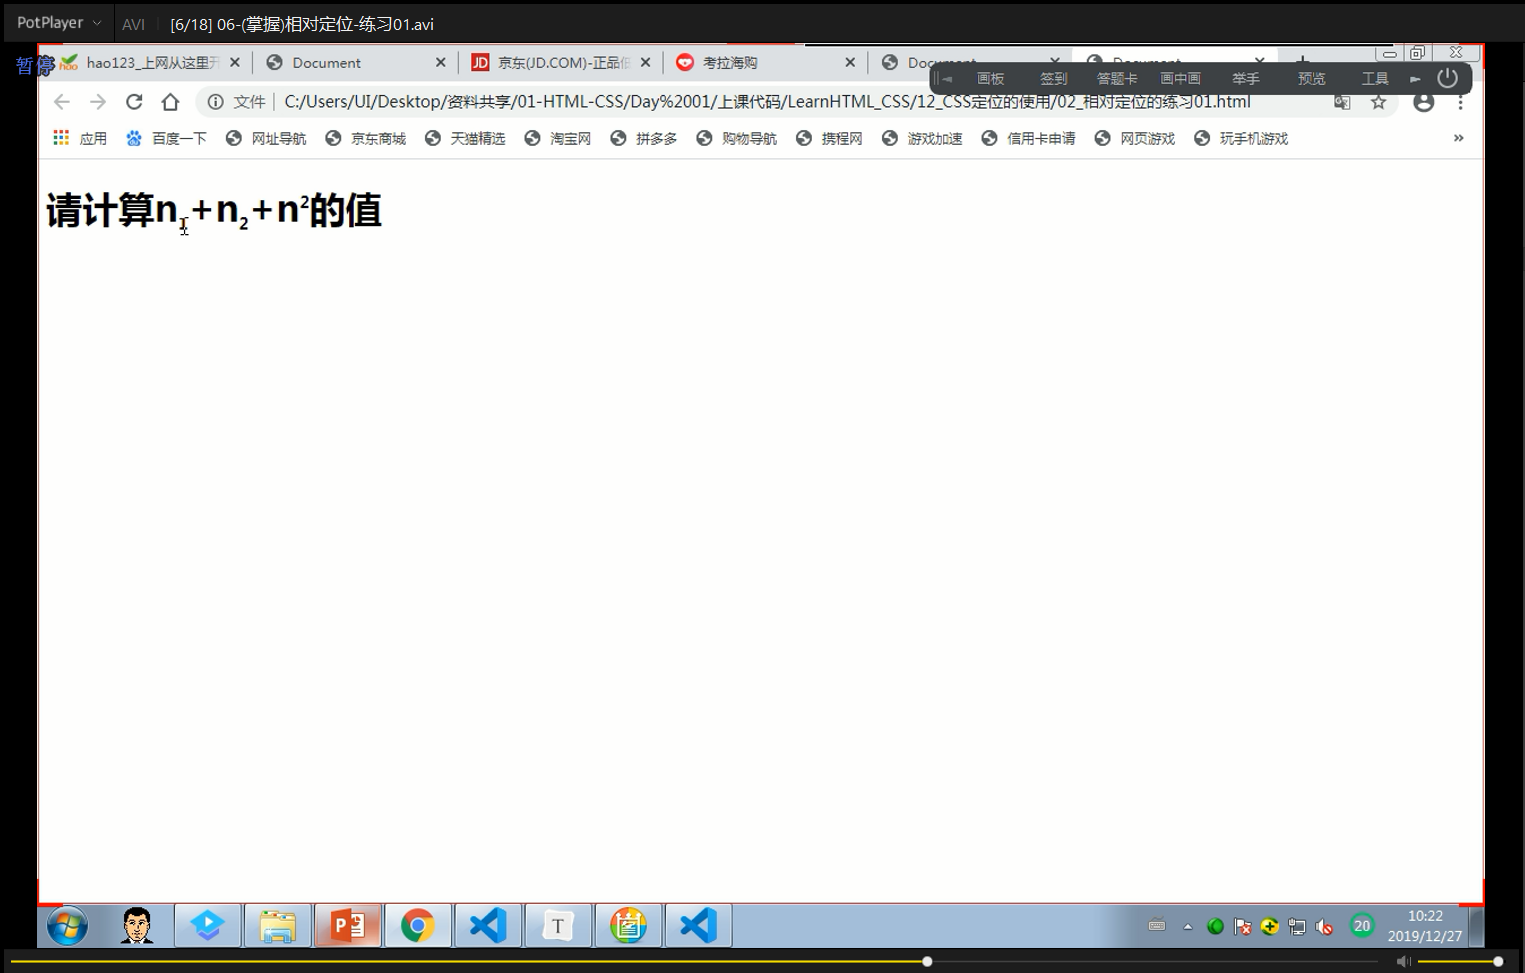 PotPlayer AVI [6/18] 06-(掌握)相对定位-练习01.avi
暂停
hao123_上网从这里开 Document 京东(JD.COM)-正品低 考拉海购
画板 签到 答题卡 画中画 举手 预览 工具
文件 C:/Users/UI/Desktop/资料共享/01-HTML-CSS/Day%2001/上课代码/LearnHTML_CSS/12_CSS定位的使用/02_相对定位的练习01.html
应用 百度一下 网址导航 京东商城 天猫精选 淘宝网 拼多多 购物导航 携程网 游戏加速 信用卡申请 网页游戏 玩手机游戏 »
请计算n₁+n₂+n²的值
20 10:22
2019/12/27